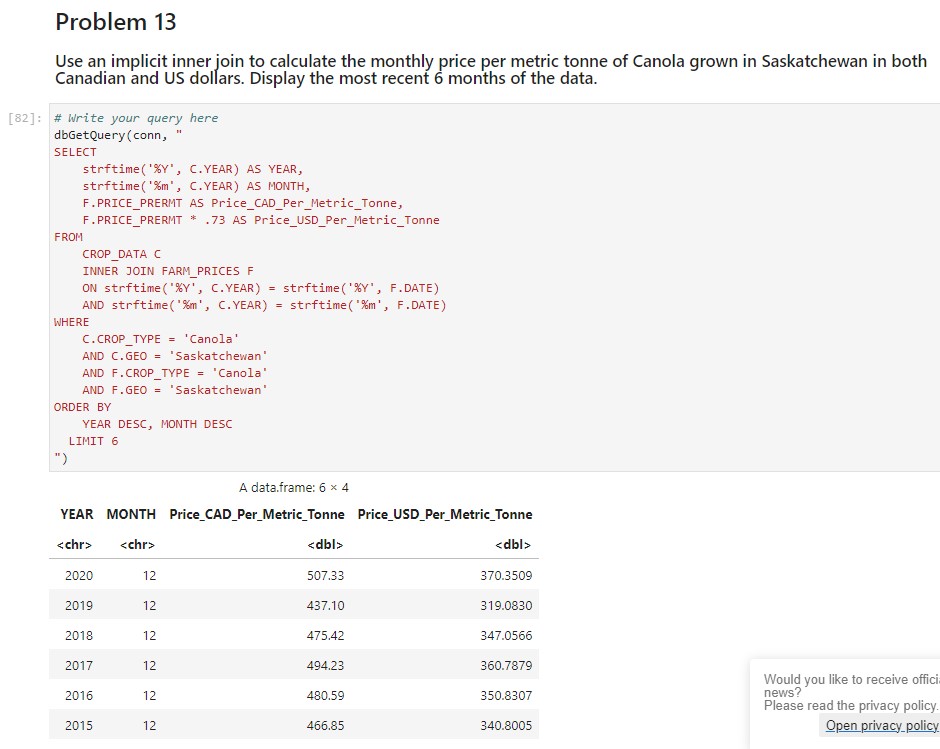 Problem 13
Use an implicit inner join to calculate the monthly price per metric tonne of Canola grown in Saskatchewan in both
Canadian and US dollars. Display the most recent 6 months of the data.
[82]: # Write your query here
dbGetQuery(conn, "
SELECT
    strftime('%Y', C.YEAR) AS YEAR,
    strftime('%m', C.YEAR) AS MONTH,
    F.PRICE_PRERMT AS Price_CAD_Per_Metric_Tonne,
    F.PRICE_PRERMT * .73 AS Price_USD_Per_Metric_Tonne
FROM
    CROP_DATA C
    INNER JOIN FARM_PRICES F
    ON strftime('%Y', C.YEAR) = strftime('%Y', F.DATE)
    AND strftime('%m', C.YEAR) = strftime('%m', F.DATE)
WHERE
    C.CROP_TYPE = 'Canola'
    AND C.GEO = 'Saskatchewan'
    AND F.CROP_TYPE = 'Canola'
    AND F.GEO = 'Saskatchewan'
ORDER BY
    YEAR DESC, MONTH DESC
  LIMIT 6
")
A data.frame: 6 × 4
YEAR MONTH Price_CAD_Per_Metric_Tonne Price_USD_Per_Metric_Tonne
<chr> <chr> <dbl> <dbl>
2020 12 507.33 370.3509
2019 12 437.10 319.0830
2018 12 475.42 347.0566
2017 12 494.23 360.7879
2016 12 480.59 350.8307
2015 12 466.85 340.8005
Would you like to receive offici
news?
Please read the privacy policy.
Open privacy policy